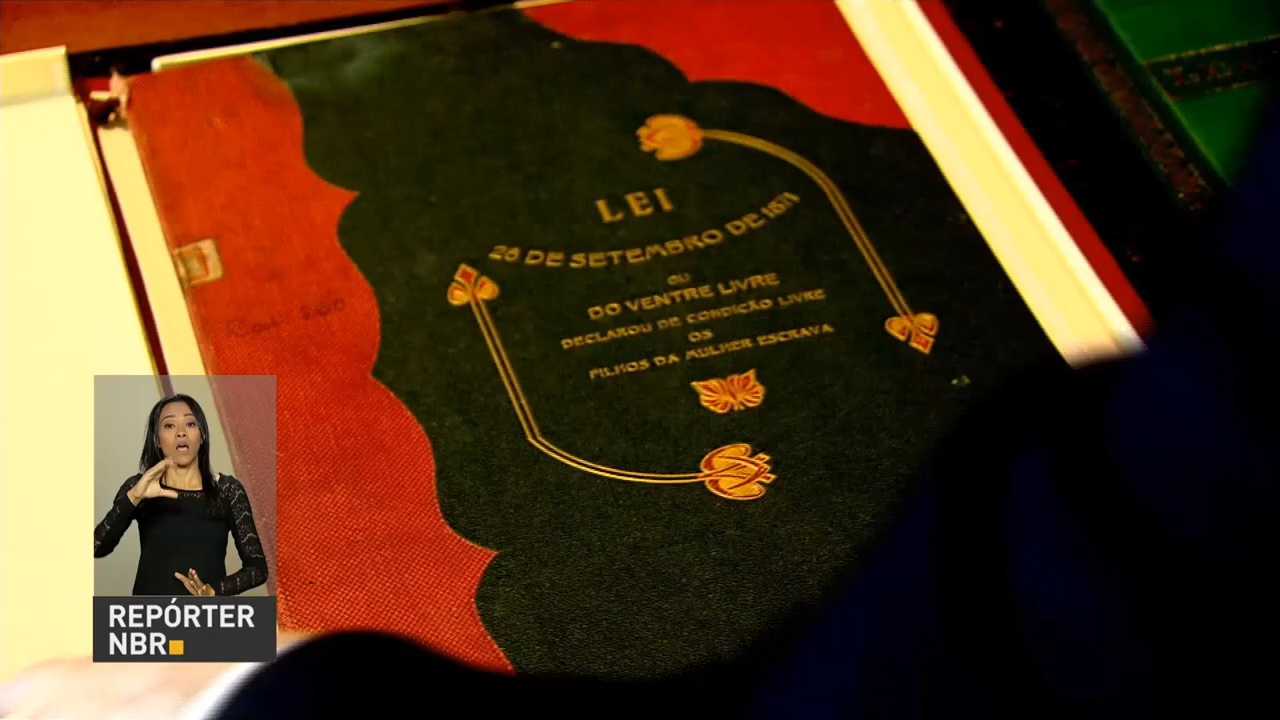 LEI
28 DE SETEMBRO DE 1871
OU
DO VENTRE LIVRE
DECLAROU DE CONDIÇÃO LIVRE
OS
FILHOS DA MULHER ESCRAVA
REPÓRTER
NBR